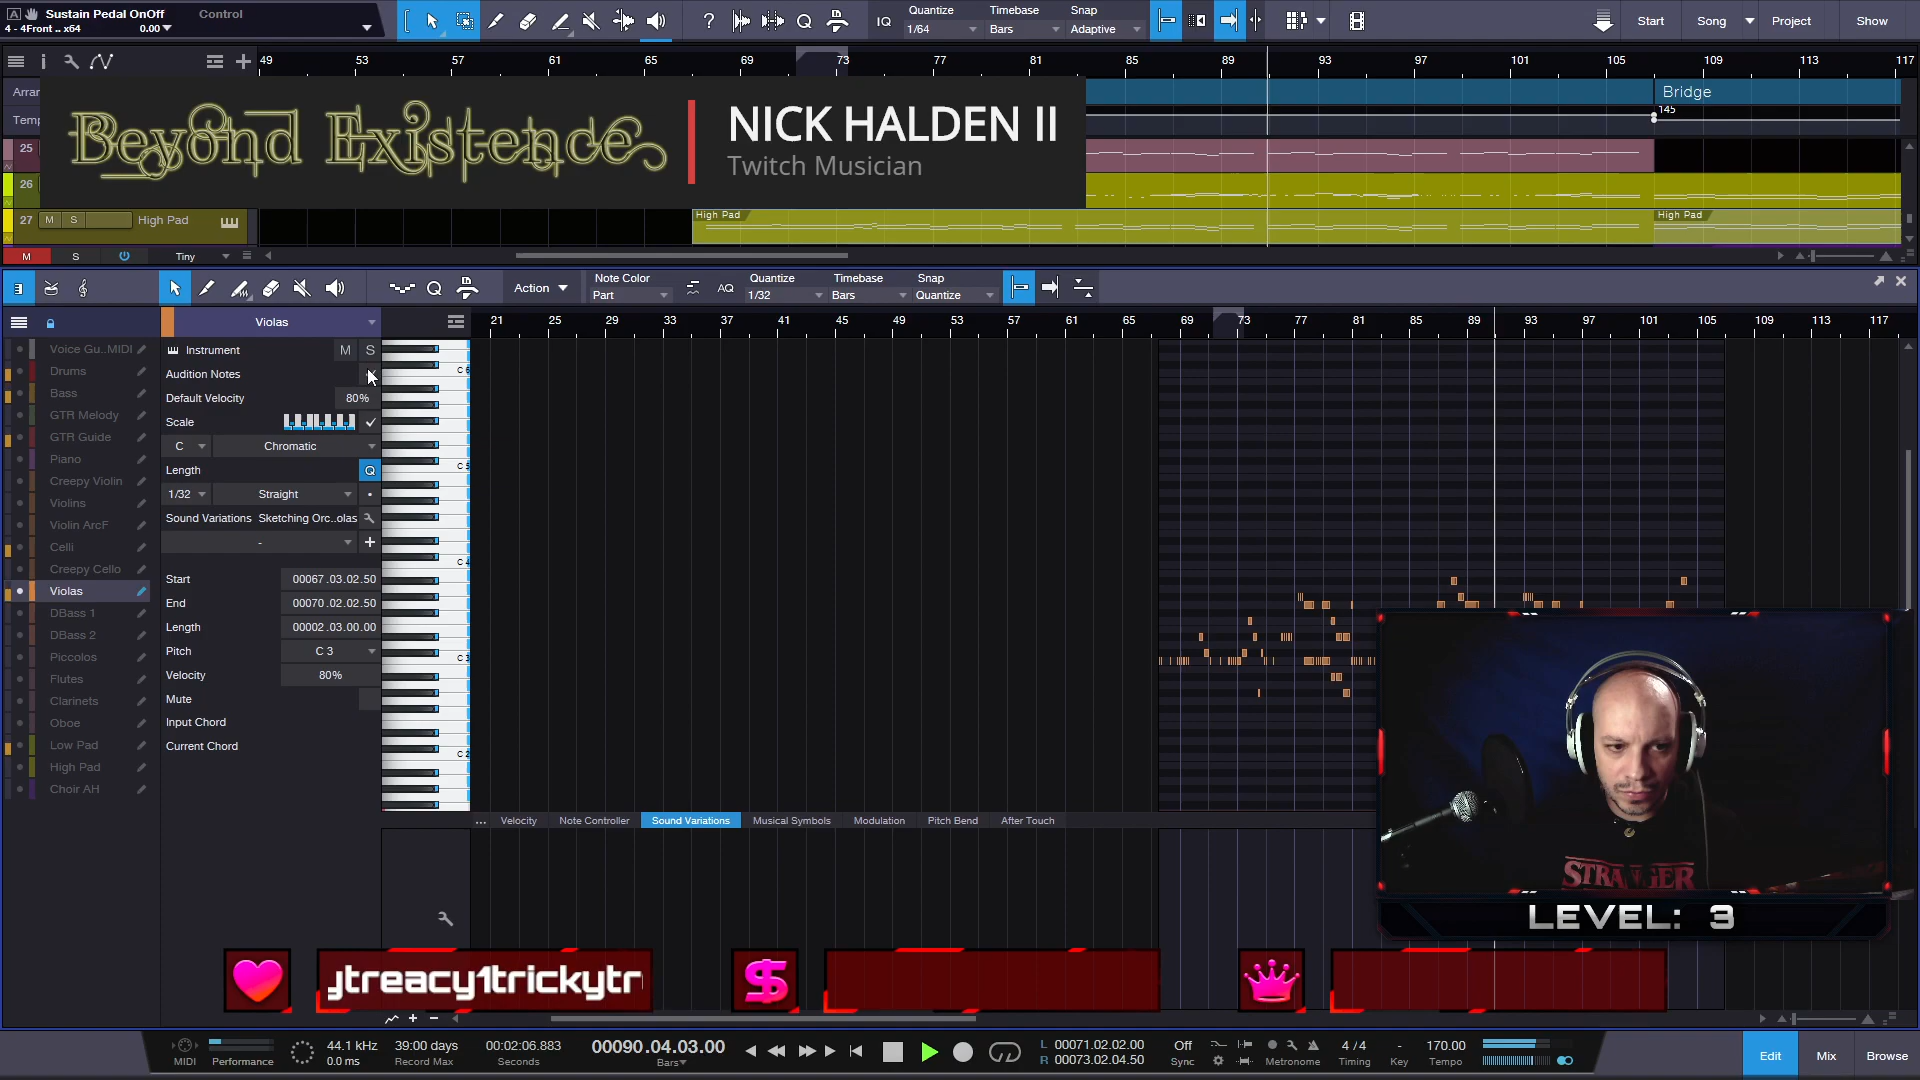 Sustain Pedal OnOff Control
4 - 4Front .. x64 0.00
IQ Quantize Timebase Snap
1/64 Bars Adaptive
Start Song Project Show
49 53 57 61 65 69 73 77 81 85 89 93 97 101 105 109 113 117
Arrar
Temp
Bridge
145
Beyond Existence
NICK HALDEN II
Twitch Musician
25
26
27 M S High Pad
High Pad
High Pad
M S Tiny
Action Note Color Part AQ Quantize 1/32 Timebase Bars Snap Quantize
Violas
21 25 29 33 37 41 45 49 53 57 61 65 69 73 77 81 85 89 93 97 101 105 109 113 117
Voice Gu..MIDI
Drums
Bass
GTR Melody
GTR Guide
Piano
Creepy Violin
Violins
Violin ArcF
Celli
Creepy Cello
Violas
DBass 1
DBass 2
Piccolos
Flutes
Clarinets
Oboe
Low Pad
High Pad
Choir AH
Instrument M S
Audition Notes
Default Velocity 80%
Scale
C Chromatic
Length Q
1/32 Straight
Sound Variations Sketching Orc..olas
-
Start 00067.03.02.50
End 00070.02.02.50
Length 00002.03.00.00
Pitch C 3
Velocity 80%
Mute
Input Chord
Current Chord
C 6
C 5
C 4
C 3
C 2
... Velocity Note Controller Sound Variations Musical Symbols Modulation Pitch Bend After Touch
STRANGER
LEVEL: 3
ytreacy1trickytr
$
MIDI Performance
44.1 kHz
0.0 ms
39:00 days
Record Max
00:02:06.883
Seconds
00090.04.03.00
Bars
L 00071.02.02.00
R 00073.02.04.50
Off
Sync
Metronome
4 / 4
Timing
-
Key
170.00
Tempo
Edit Mix Browse